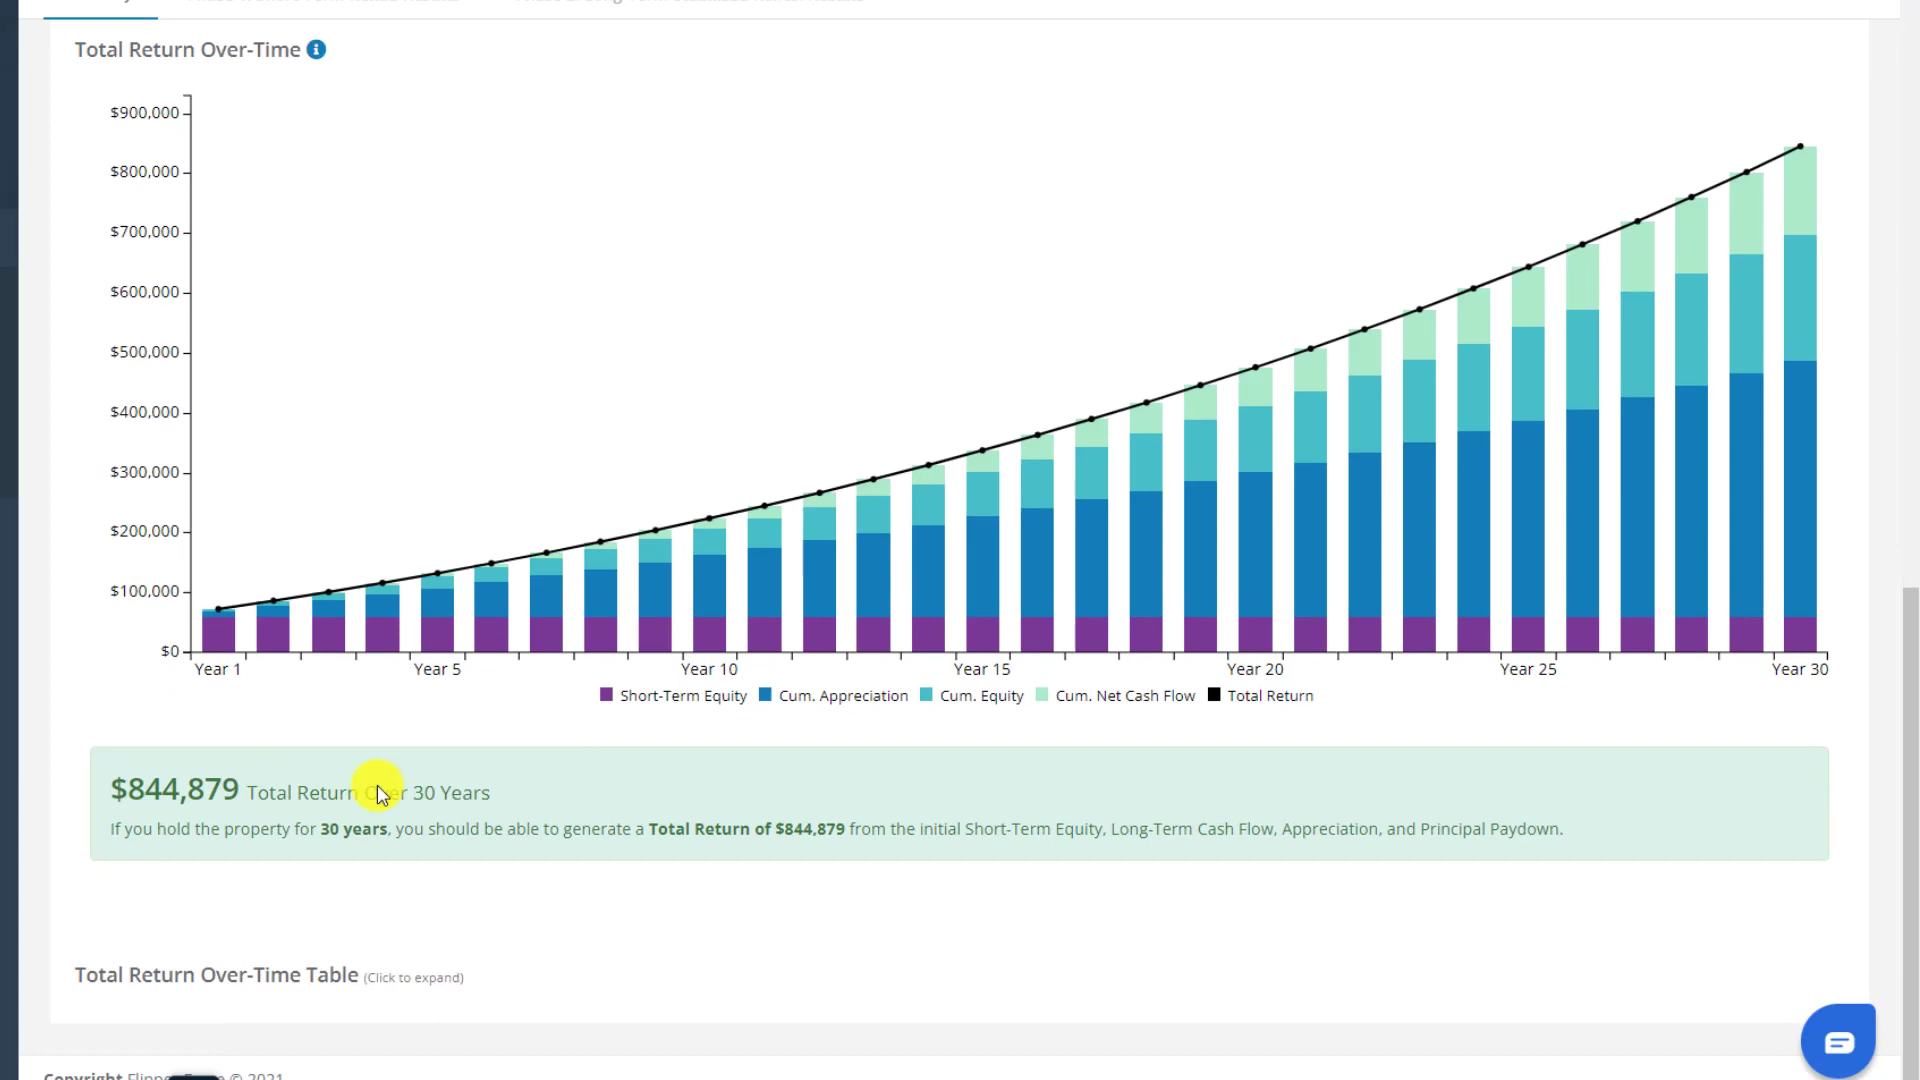 Total Return Over-Time
$900,000
$800,000
$700,000
$600,000
$500,000
$400,000
$300,000
$200,000
$100,000
$0
Year 1 Year 5 Year 10 Year 15 Year 20 Year 25 Year 30
Short-Term Equity Cum. Appreciation Cum. Equity Cum. Net Cash Flow Total Return
$844,879 Total Return Over 30 Years
If you hold the property for 30 years, you should be able to generate a Total Return of $844,879 from the initial Short-Term Equity, Long-Term Cash Flow, Appreciation, and Principal Paydown.
Total Return Over-Time Table (Click to expand)
Copyright © 2021